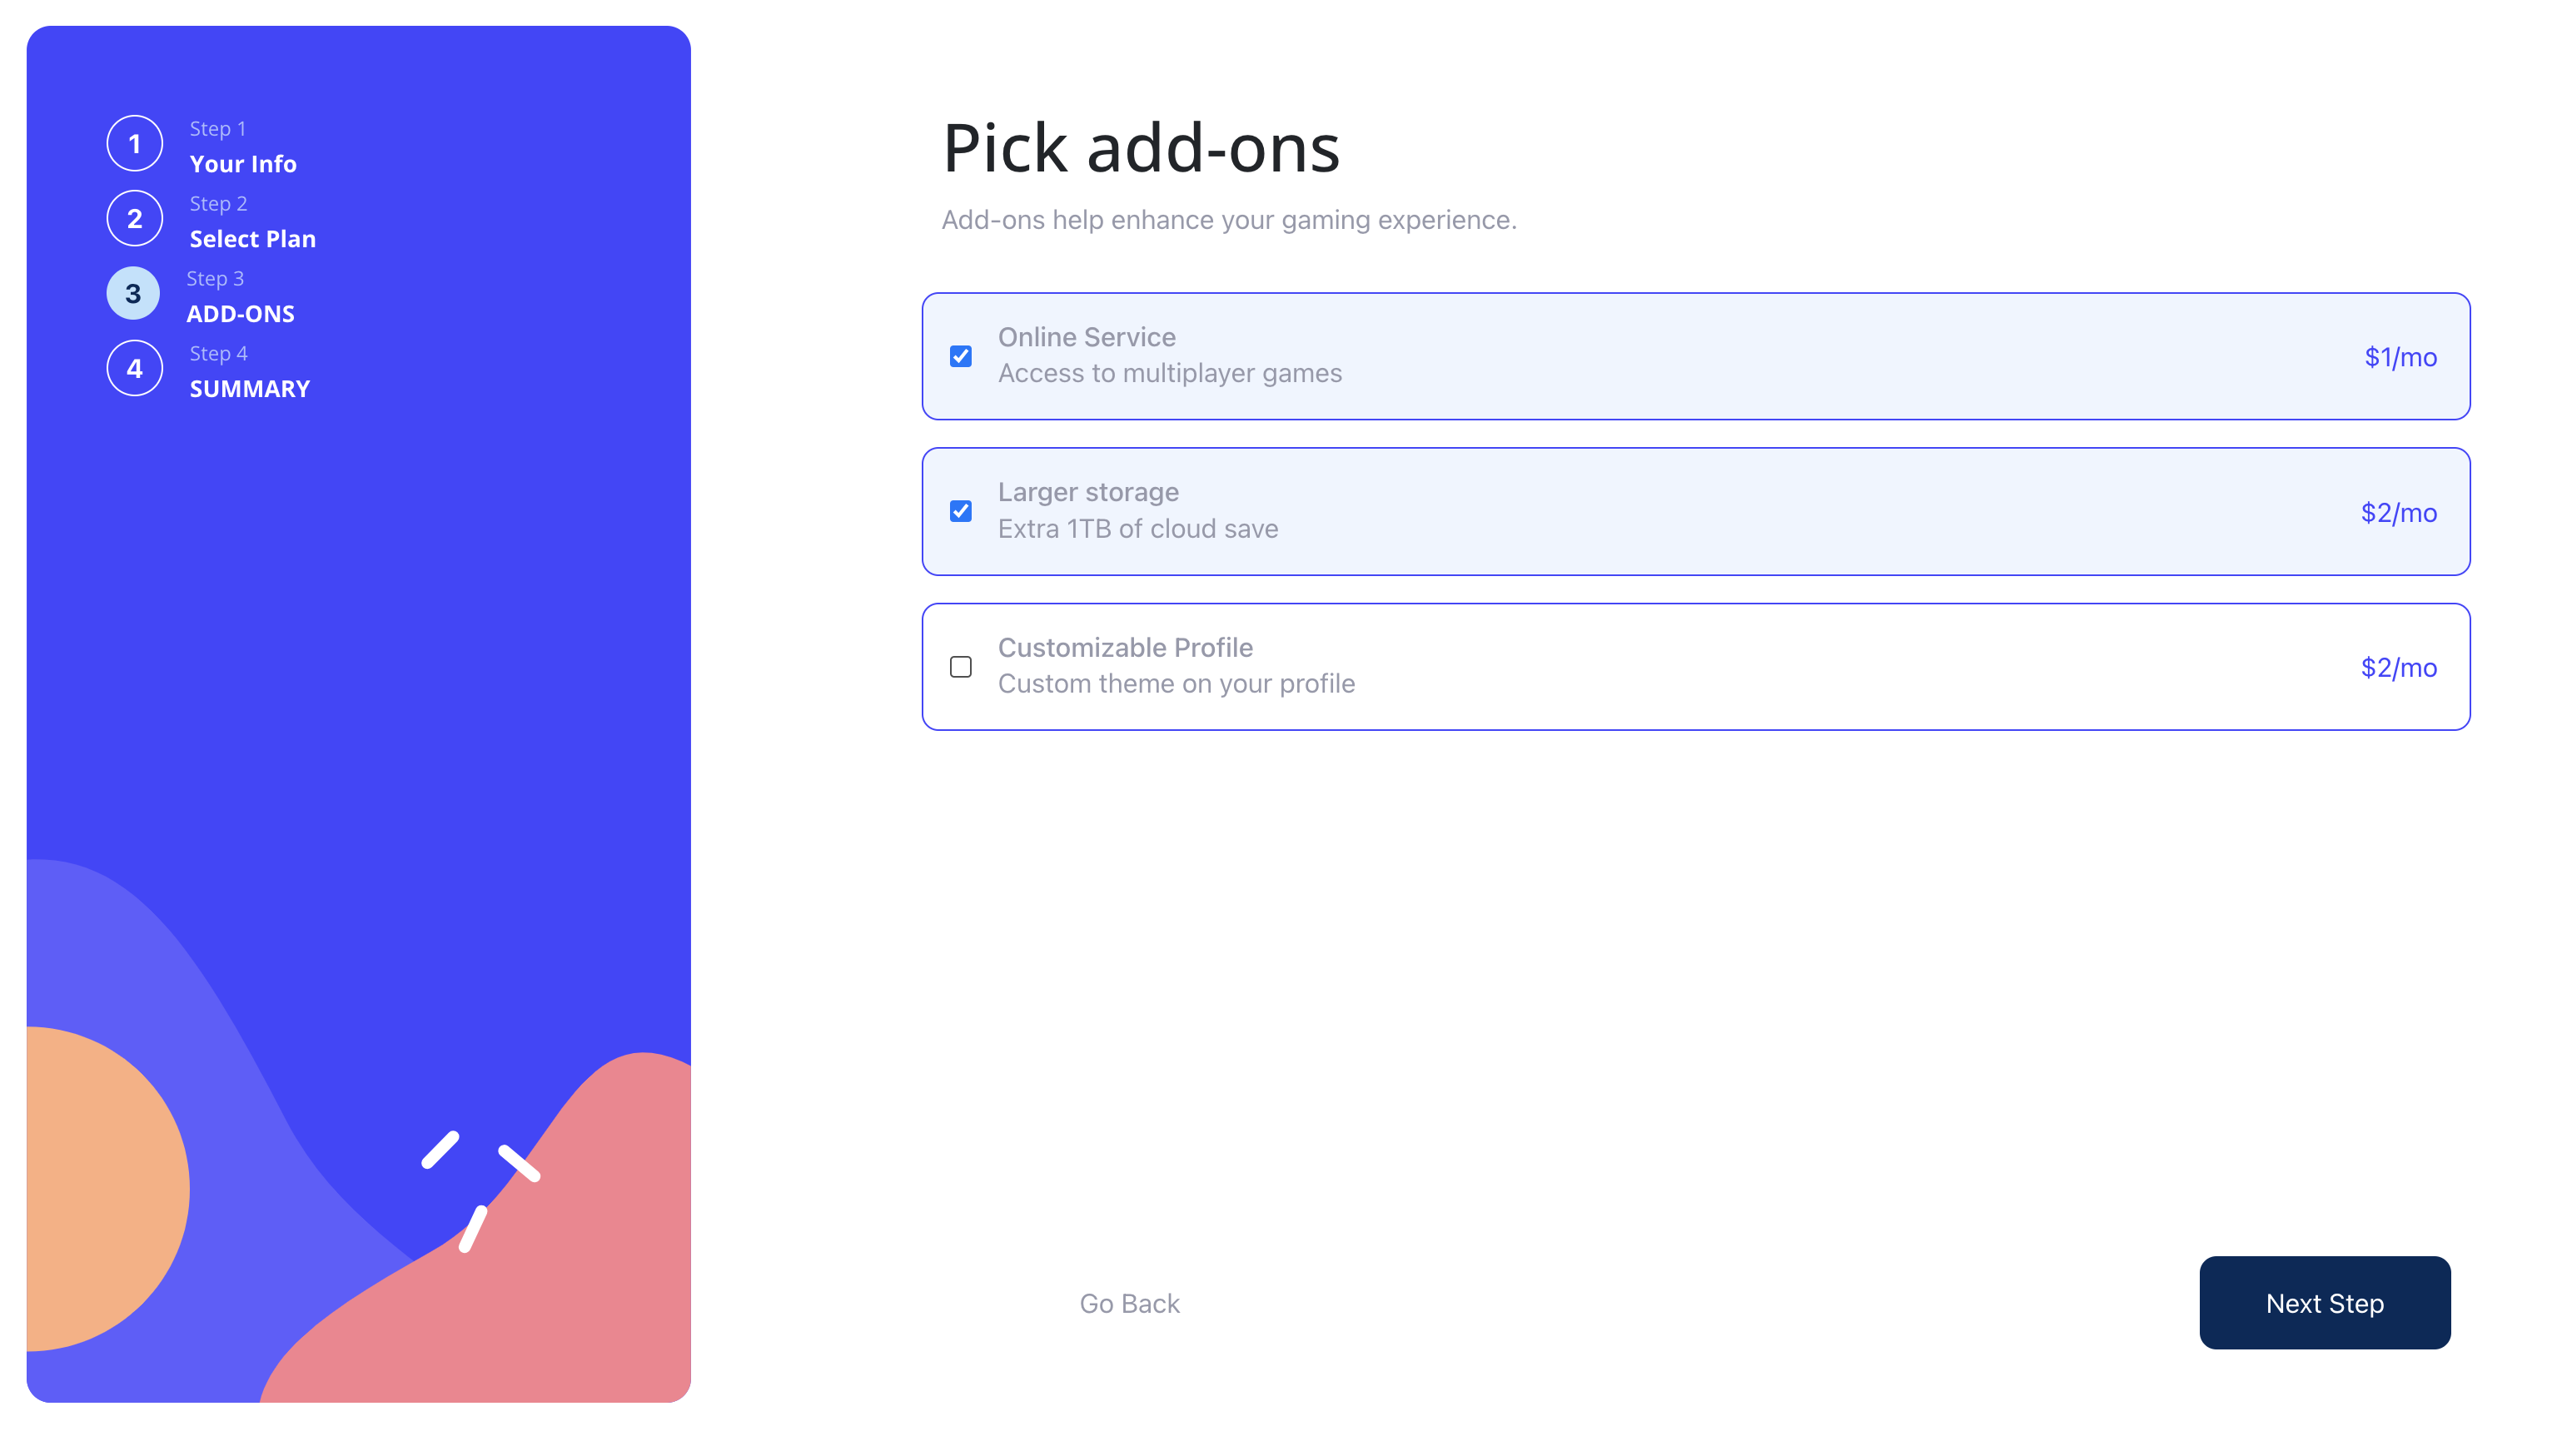 1
Step 1
Your Info
2
Step 2
Select Plan
3
Step 3
ADD-ONS
4
Step 4
SUMMARY
Pick add-ons
Add-ons help enhance your gaming experience.
Online Service
Access to multiplayer games
$1/mo
Larger storage
Extra 1TB of cloud save
$2/mo
Customizable Profile
Custom theme on your profile
$2/mo
Go Back
Next Step